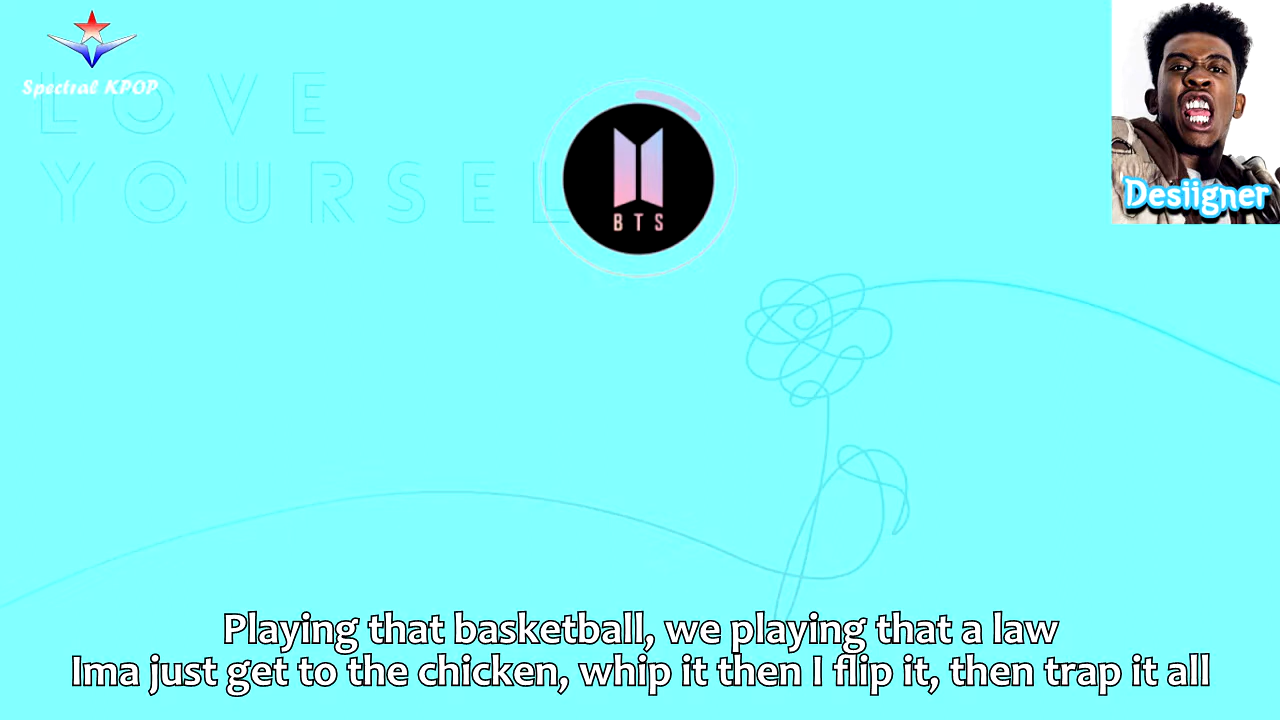 Spectral KPOP
LOVE
YOURSEL
BTS
Desiigner
Playing that basketball, we playing that a law
Ima just get to the chicken, whip it then I flip it, then trap it all